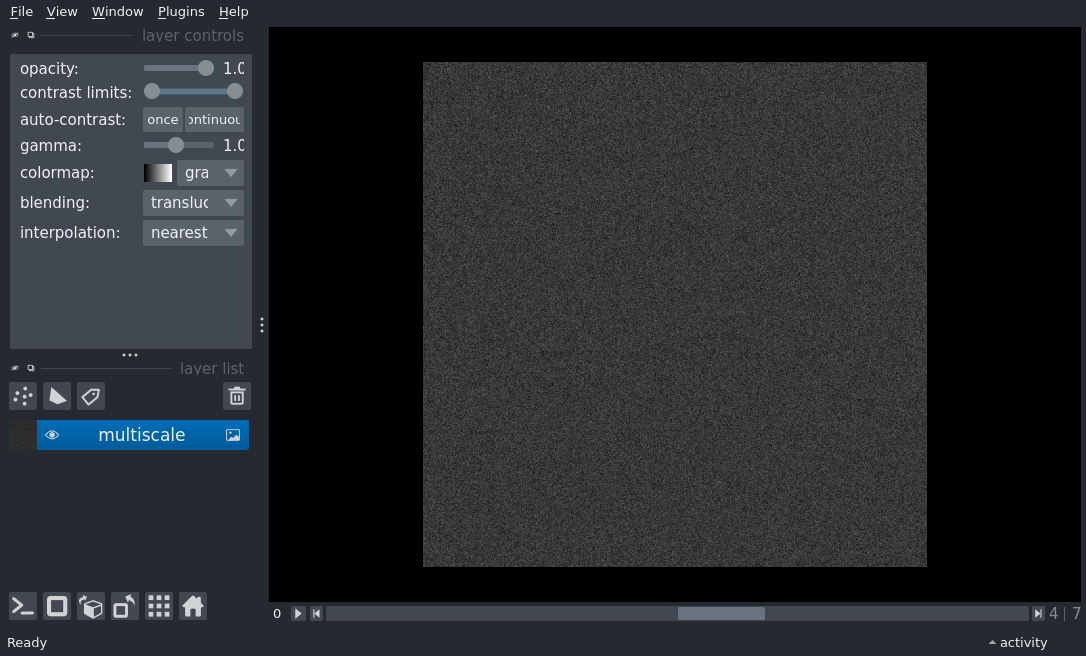 File View Window Plugins Help
layer controls
opacity: 1.0
contrast limits:
auto-contrast: once ontinuou
gamma: 1.0
colormap: gra
blending: transluc
interpolation: nearest
layer list
multiscale
0 4 | 7
Ready activity